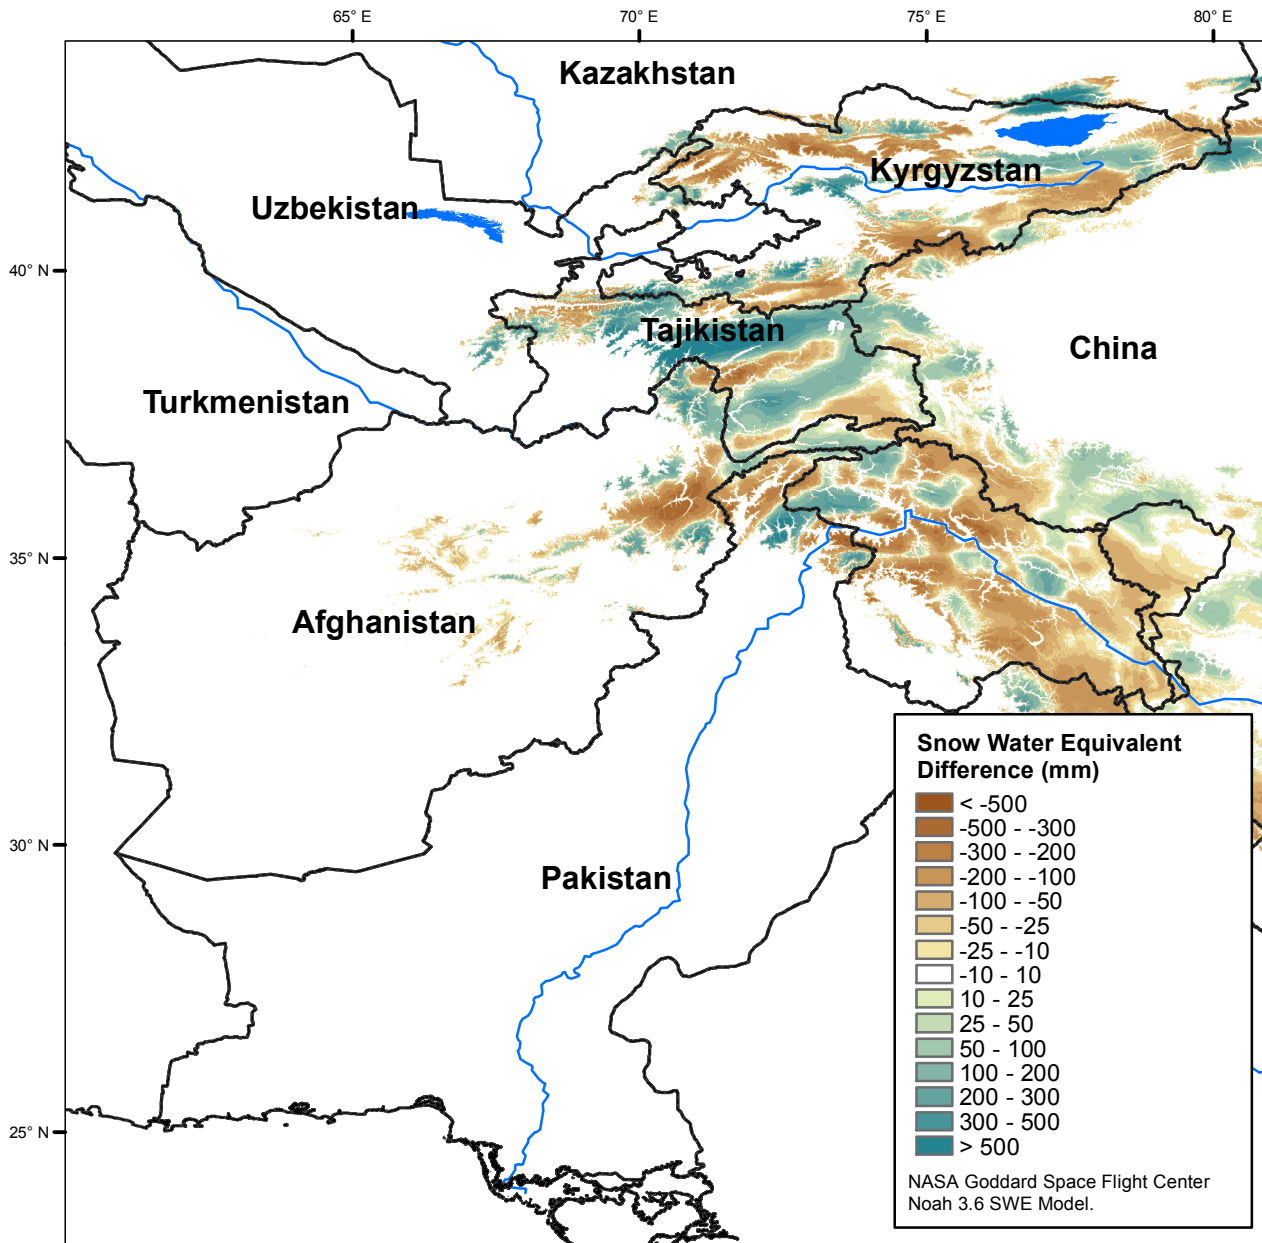 65° E
70° E
75° E
80° E
Kazakhstan
Kyrgyzstan
Uzbekistan
40° N
Tajikistan
China
Turkmenistan
35° N
Afghanistan
Snow Water Equivalent
Difference (mm)
< -500
-500 - -300
-300 - -200
-200 - -100
-100 - -50
-50 - -25
-25 - -10
-10 - 10
10 - 25
25 - 50
50 - 100
100 - 200
200 - 300
300 - 500
> 500
NASA Goddard Space Flight Center
Noah 3.6 SWE Model.
30° N
Pakistan
25° N